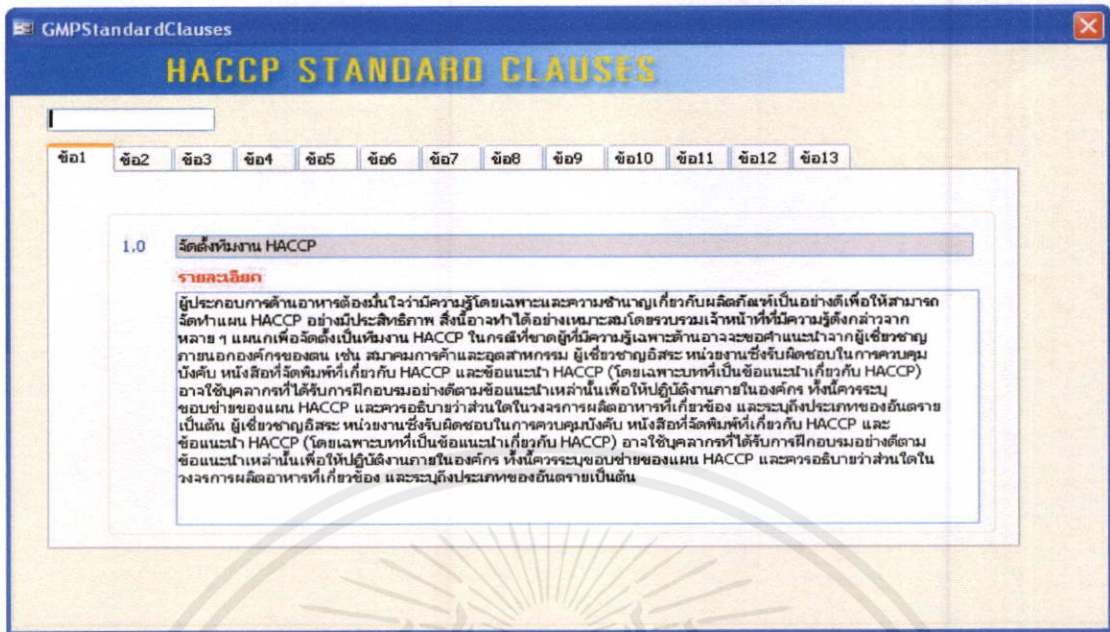 GMPStandardClauses
HACCP STANDARD CLAUSES
ข้อ1 ข้อ2 ข้อ3 ข้อ4 ข้อ5 ข้อ6 ข้อ7 ข้อ8 ข้อ9 ข้อ10 ข้อ11 ข้อ12 ข้อ13
1.0 จัดตั้งทีมงาน HACCP
รายละเอียด
ผู้ประกอบการด้านอาหารต้องมั่นใจว่ามีความรู้โดยเฉพาะและความชำนาญเกี่ยวกับผลิตภัณฑ์เป็นอย่างดีเพื่อให้สามารถ
จัดทำแผน HACCP อย่างมีประสิทธิภาพ สิ่งนี้อาจทำได้อย่างเหมาะสมโดยรวบรวมเจ้าหน้าที่ที่มีความรู้ดังกล่าวจาก
หลาย ๆ แผนกเพื่อจัดตั้งเป็นทีมงาน HACCP ในกรณีที่ขาดผู้ที่มีความรู้เฉพาะด้านอาจจะขอคำแนะนำจากผู้เชี่ยวชาญ
ภายนอกองค์กรของตน เช่น สมาคมการค้าและอุตสาหกรรม ผู้เชี่ยวชาญอิสระ หน่วยงานซึ่งรับผิดชอบในการควบคุม
บังคับ หนังสือที่จัดพิมพ์ที่เกี่ยวกับ HACCP และข้อแนะนำ HACCP (โดยเฉพาะบทที่เป็นข้อแนะนำเกี่ยวกับ HACCP)
อาจใช้บุคลากรที่ได้รับการฝึกอบรมอย่างดีตามข้อแนะนำเหล่านั้นเพื่อให้ปฏิบัติงานภายในองค์กร ทั้งนี้ควรระบุ
ขอบข่ายของแผน HACCP และควรอธิบายว่าส่วนใดในวงจรการผลิตอาหารที่เกี่ยวข้อง และระบุถึงประเภทของอันตราย
เป็นต้น ผู้เชี่ยวชาญอิสระ หน่วยงานซึ่งรับผิดชอบในการควบคุมบังคับ หนังสือที่จัดพิมพ์ที่เกี่ยวกับ HACCP และ
ข้อแนะนำ HACCP (โดยเฉพาะบทที่เป็นข้อแนะนำเกี่ยวกับ HACCP) อาจใช้บุคลากรที่ได้รับการฝึกอบรมอย่างดีตาม
ข้อแนะนำเหล่านั้นเพื่อให้ปฏิบัติงานภายในองค์กร ทั้งนี้ควรระบุขอบข่ายของแผน HACCP และควรอธิบายว่าส่วนใดใน
วงจรการผลิตอาหารที่เกี่ยวข้อง และระบุถึงประเภทของอันตรายเป็นต้น